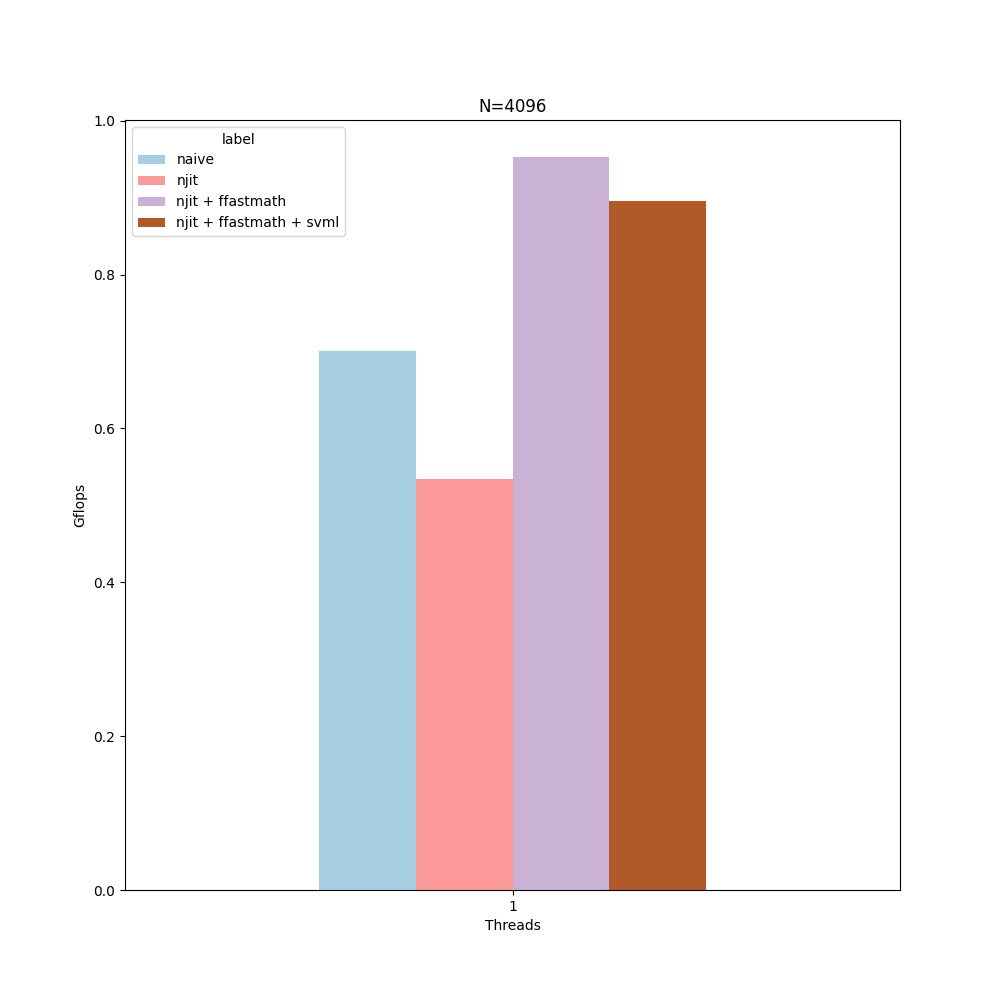 N=4096
1.0
0.8
0.6
0.4
0.2
0.0
Gflops
label
naive
njit
njit + ffastmath
njit + ffastmath + svml
1
Threads